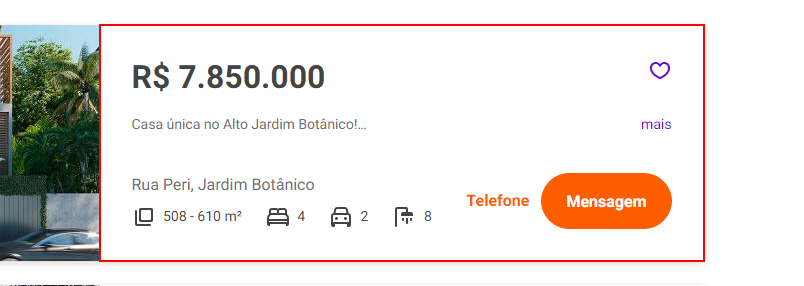 R$ 7.850.000
Casa única no Alto Jardim Botânico!...
mais
Rua Peri, Jardim Botânico
508 - 610 m² 4 2 8
Telefone
Mensagem